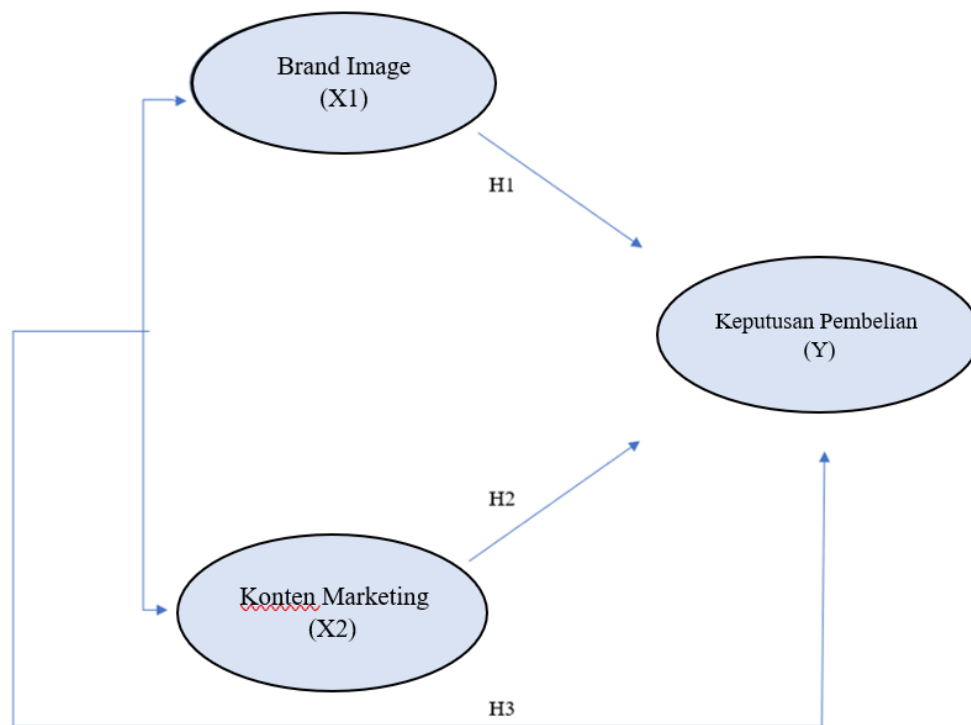 Brand Image
(X1)
H1
Keputusan Pembelian
(Y)
H2
Konten Marketing
(X2)
H3